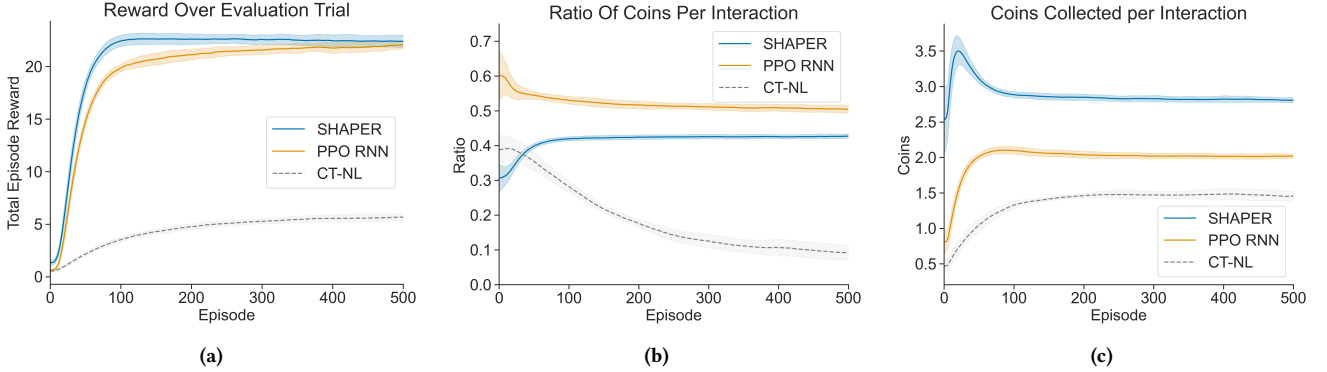 Reward Over Evaluation Trial
Total Episode Reward
20
15
10
5
0
SHAPER
PPO RNN
CT-NL
0 100 200 300 400 500
Episode
(a)
Ratio Of Coins Per Interaction
Ratio
0.7
0.6
0.5
0.4
0.3
0.2
0.1
0.0
SHAPER
PPO RNN
CT-NL
0 100 200 300 400 500
Episode
(b)
Coins Collected per Interaction
Coins
3.5
3.0
2.5
2.0
1.5
1.0
0.5
SHAPER
PPO RNN
CT-NL
0 100 200 300 400 500
Episode
(c)